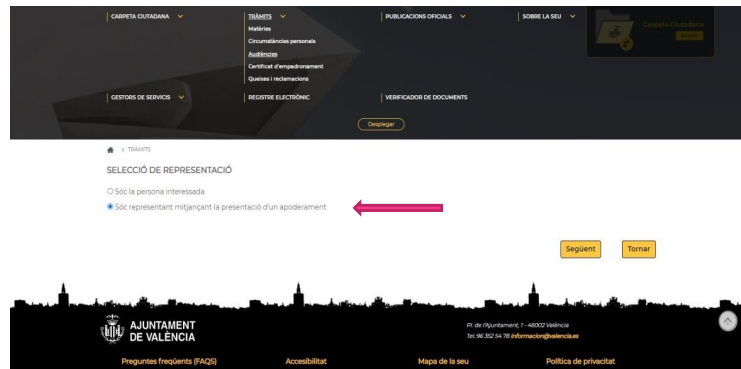 CARPETA CIUTADANA
TRÀMITS
PUBLICACIONS OFICIALS
SOBRE LA SEU
Matèries
Circumstàncies personals
Audiències
Certificat d'empadronament
Queixes i reclamacions
Carpeta Ciutadana
GESTORS DE SERVICIS
REGISTRE ELECTRÒNIC
VERIFICADOR DE DOCUMENTS
Desplegar
> TRÀMITS
SELECCIÓ DE REPRESENTACIÓ
Sóc la persona interessada
Sóc representant mitjançant la presentació d'un apoderament
Següent
Tornar
AJUNTAMENT
DE VALÈNCIA
Pl. de l'Ajuntament, 1 - 46002 València
Tel. 96 352 54 78 informacion@valencia.es
Preguntes freqüents (FAQS)
Accesibilitat
Mapa de la seu
Política de privacitat